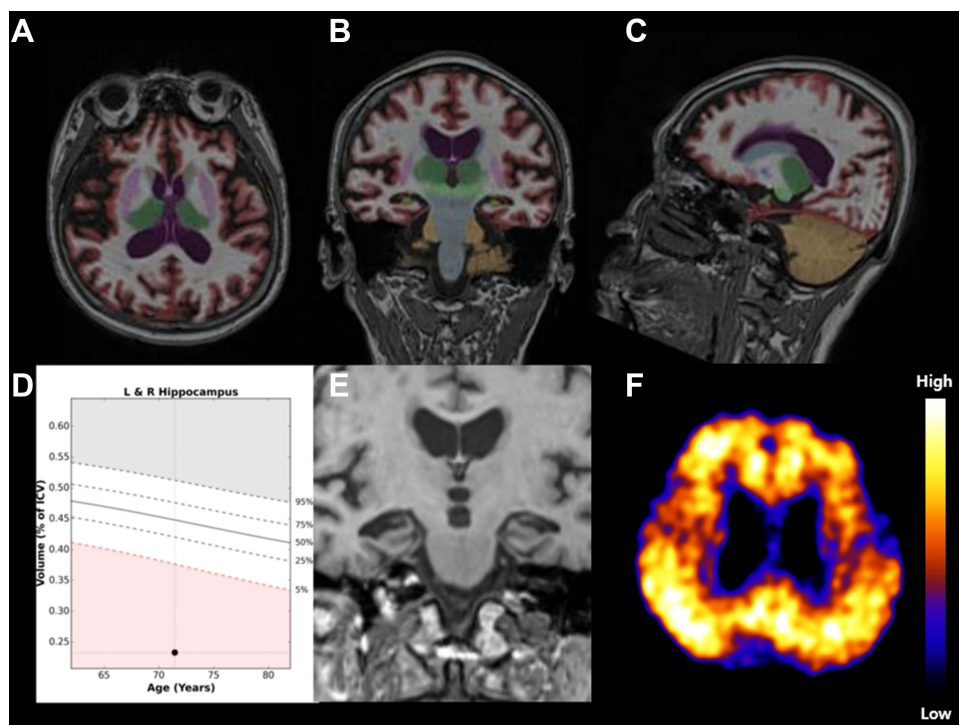 A
B
C
D
L & R Hippocampus
Volume (% of ICV)
0.60
0.55
0.50
0.45
0.40
0.35
0.30
0.25
95%
75%
50%
25%
5%
65
70
75
80
Age (Years)
E
F
High
Low